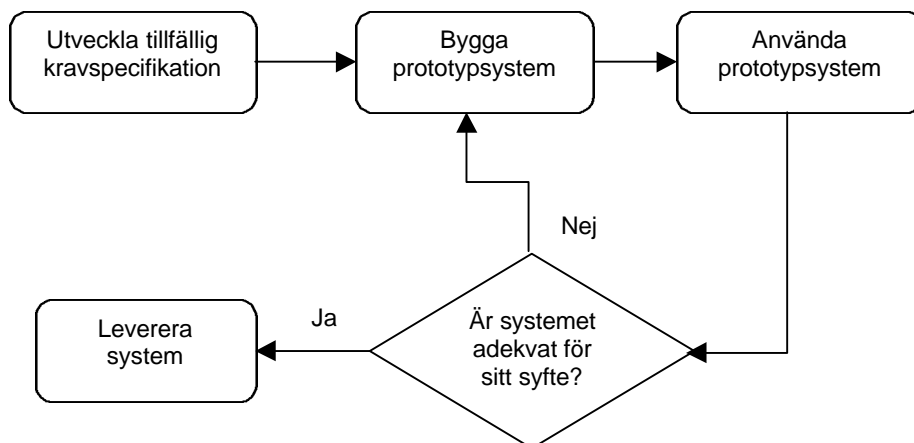 Utveckla tillfällig
kravspecifikation
Bygga
prototypsystem
Använda
prototypsystem
Nej
Är systemet
adekvat för
sitt syfte?
Ja
Leverera
system